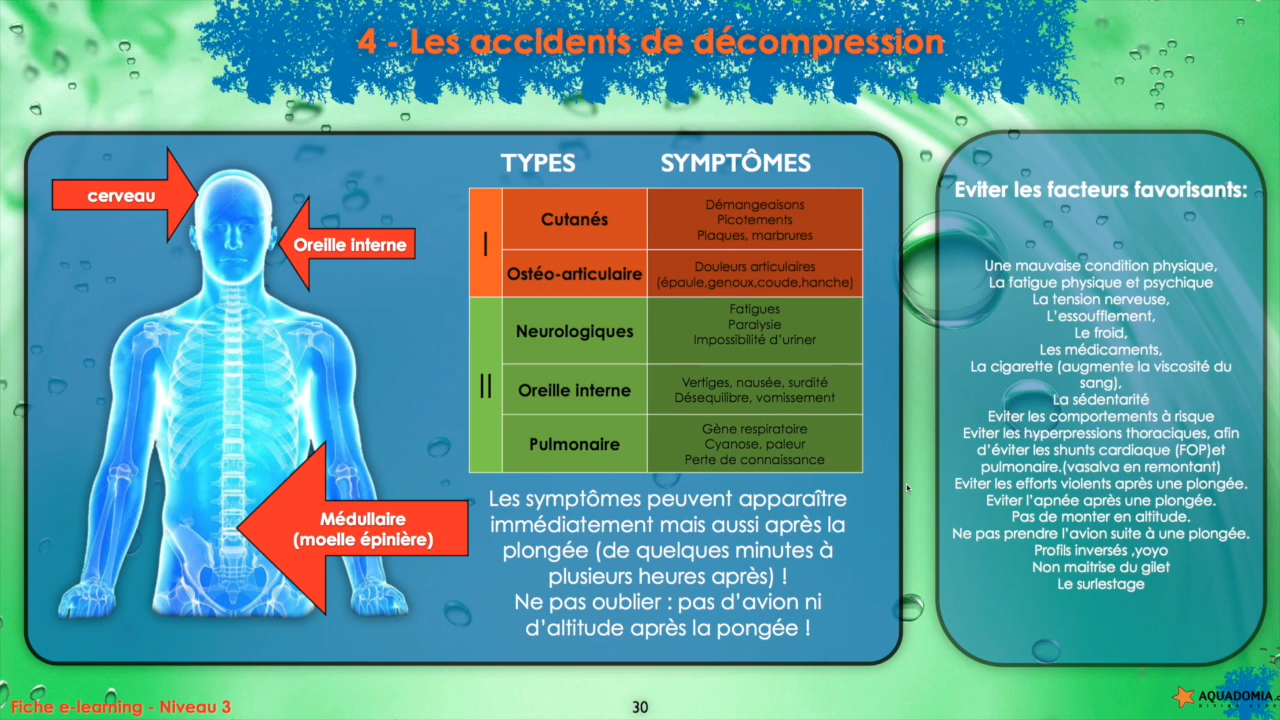 4 - Les accidents de décompression
cerveau
Oreille interne
Médullaire
(moelle épinière)
TYPES
SYMPTÔMES
I
Cutanés
Démangeaisons
Picotements
Plaques, marbrures
Ostéo-articulaire
Douleurs articulaires
(épaule,genoux,coude,hanche)
II
Neurologiques
Fatigues
Paralysie
Impossibilité d'uriner
Oreille interne
Vertiges, nausée, surdité
Désequilibre, vomissement
Pulmonaire
Gène respiratoire
Cyanose, paleur
Perte de connaissance
Les symptômes peuvent apparaître
immédiatement mais aussi après la
plongée (de quelques minutes à
plusieurs heures après) !
Ne pas oublier : pas d'avion ni
d'altitude après la pongée !
Eviter les facteurs favorisants:
Une mauvaise condition physique,
La fatigue physique et psychique
La tension nerveuse,
L'essoufflement,
Le froid,
Les médicaments,
La cigarette (augmente la viscosité du
sang),
La sédentarité
Eviter les comportements à risque
Eviter les hyperpressions thoraciques, afin
d'éviter les shunts cardiaque (FOP)et
pulmonaire.(vasalva en remontant)
Eviter les efforts violents après une plongée.
Eviter l'apnée après une plongée.
Pas de monter en altitude.
Ne pas prendre l'avion suite à une plongée.
Profils inversés ,yoyo
Non maitrise du gilet
Le surlestage
Fiche e-learning - Niveau 3
30
AQUADOMIA.c